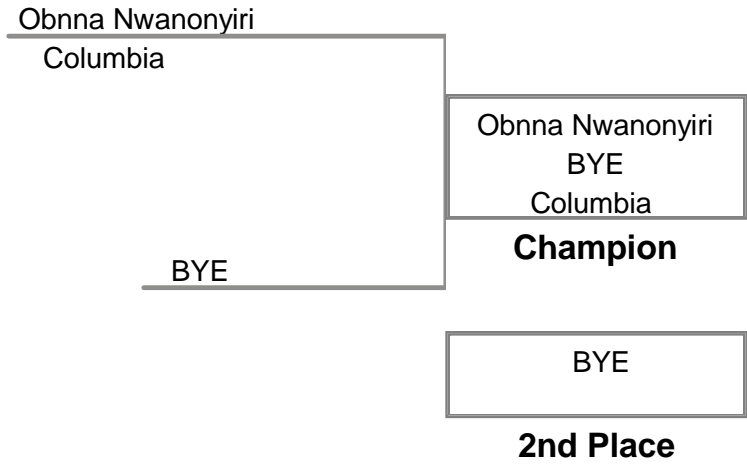 Obnna Nwanonyiri
Columbia
Obnna Nwanonyiri
BYE
Columbia
Champion
BYE
BYE
2nd Place